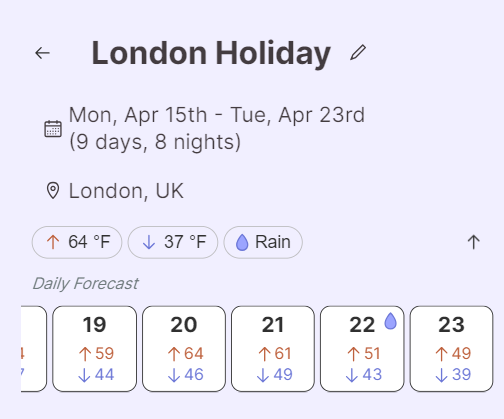 London Holiday
Mon, Apr 15th - Tue, Apr 23rd
(9 days, 8 nights)
London, UK
↑ 64 °F ↓ 37 °F Rain
Daily Forecast
19 20 21 22 23
↑59 ↑64 ↑61 ↑51 ↑49
↓44 ↓46 ↓49 ↓43 ↓39